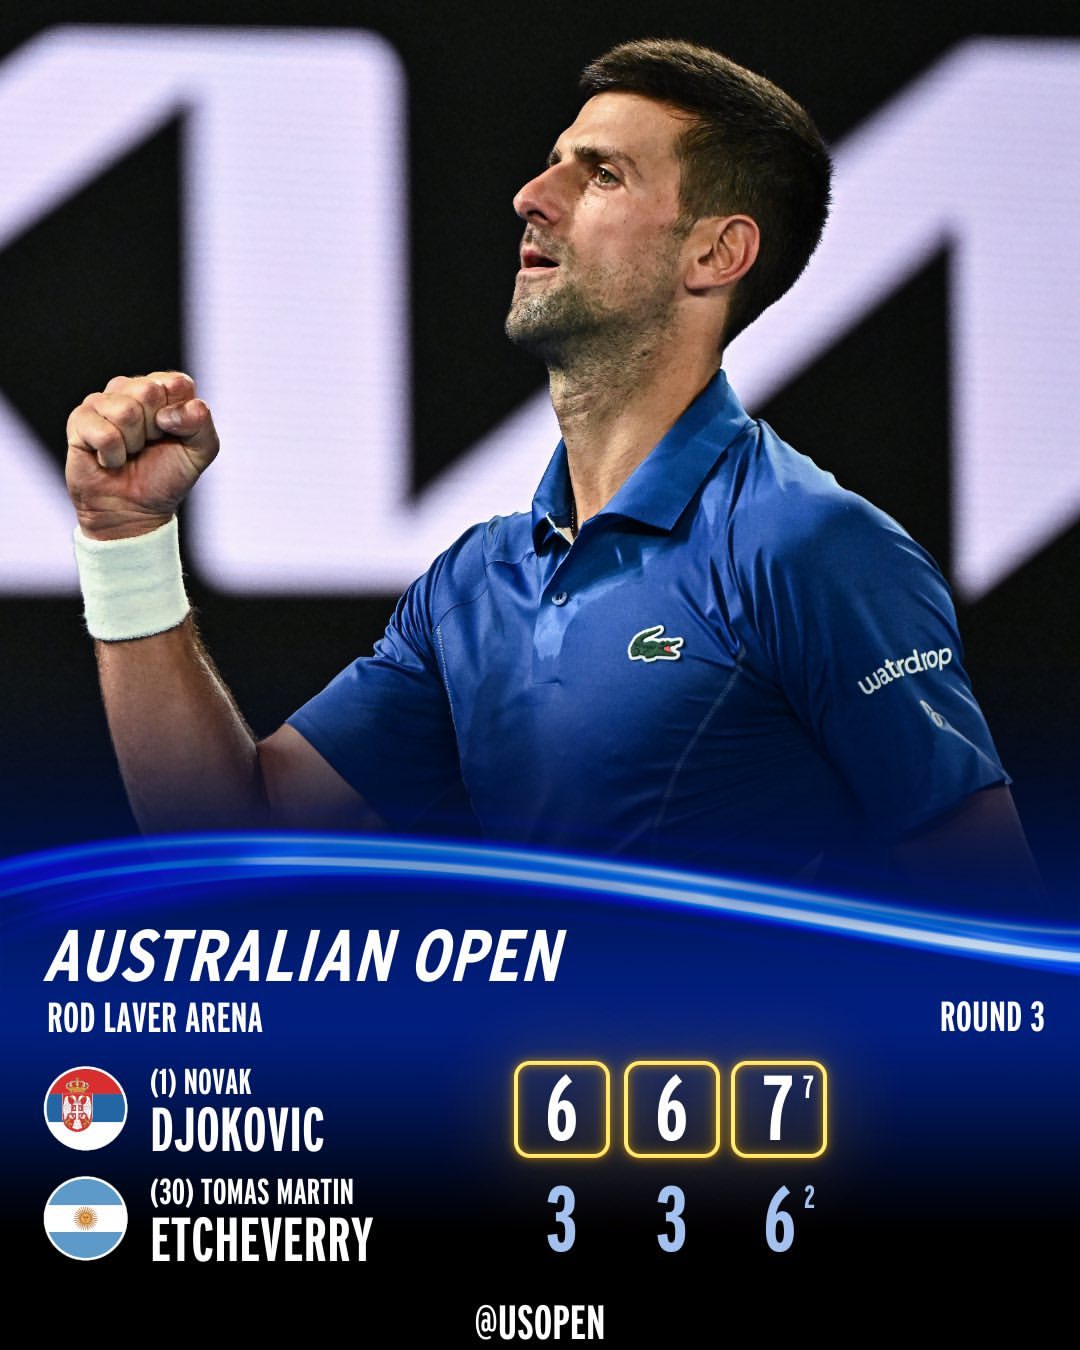 watrdrop
AUSTRALIAN OPEN
ROD LAVER ARENA
ROUND 3
(1) NOVAK
DJOKOVIC
6 6 7 7
(30) TOMAS MARTIN
ETCHEVERRY
3 3 6 2
@USOPEN